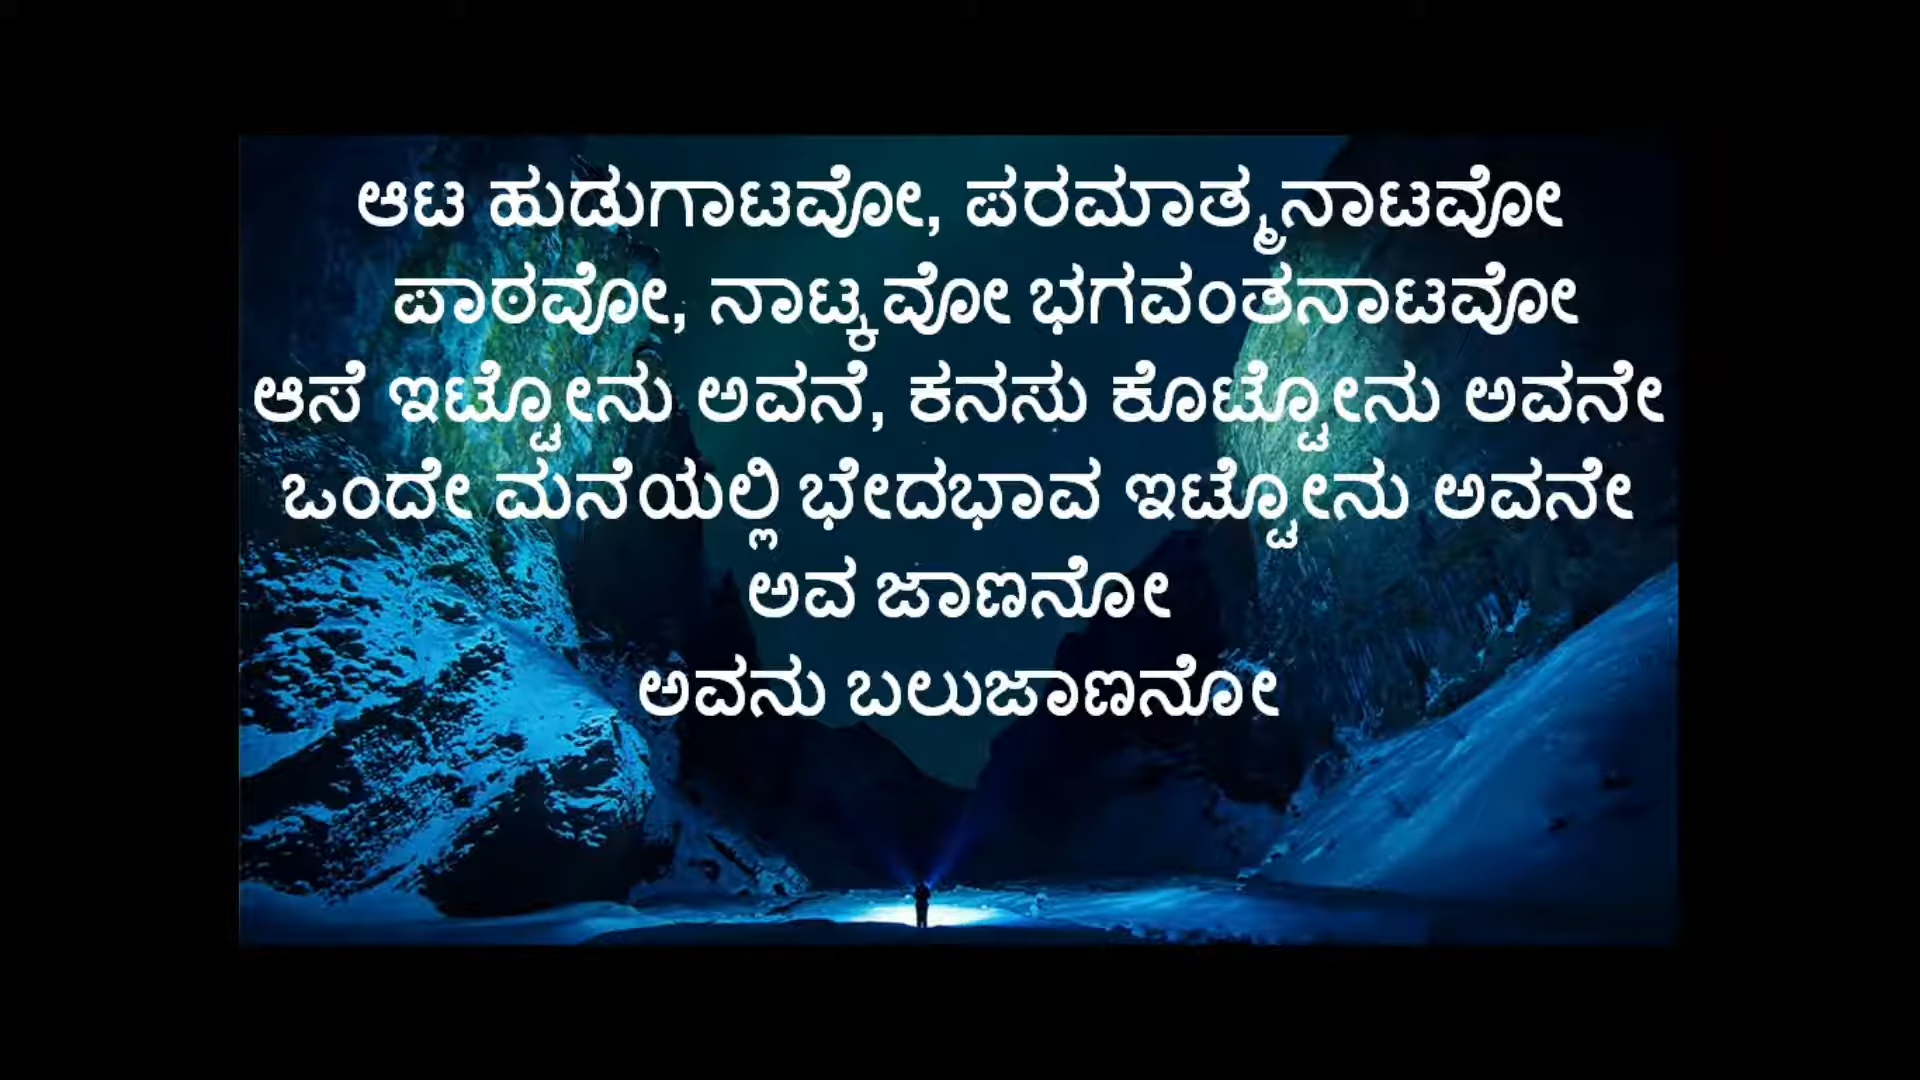 ಆಟ ಹುಡುಗಾಟವೋ, ಪರಮಾತ್ಮನಾಟವೋ
ಪಾಠವೋ, ನಾಟ್ಕವೋ ಭಗವಂತನಾಟವೋ
ಆಸೆ ಇಟ್ಟೋನು ಅವನೆ, ಕನಸು ಕೊಟ್ಟೋನು ಅವನೇ
ಒಂದೇ ಮನೆಯಲ್ಲಿ ಭೇದಭಾವ ಇಟ್ಟೋನು ಅವನೇ
ಅವ ಜಾಣನೋ
ಅವನು ಬಲುಜಾಣನೋ